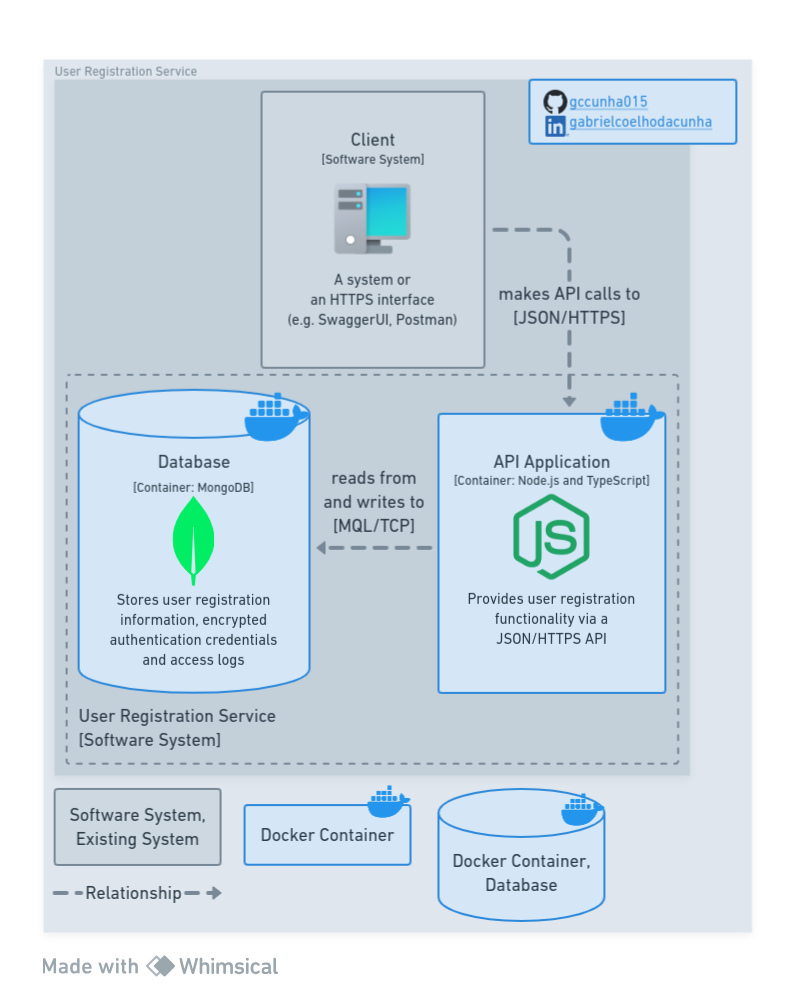 User Registration Service
gccunha015
in
gabrielcoelhodacunha
Client
[Software System]
A system or
an HTTPS interface
(e.g. SwaggerUI, Postman)
makes API calls to
[JSON/HTTPS]
Database
[Container: MongoDB]
Stores user registration
information, encrypted
authentication credentials
and access logs
reads from
and writes to
[MQL/TCP]
API Application
[Container: Node.js and TypeScript]
JS
Provides user registration
functionality via a
JSON/HTTPS API
User Registration Service
[Software System]
Software System,
Existing System
Docker Container
Docker Container,
Database
Relationship
Made with Whimsical